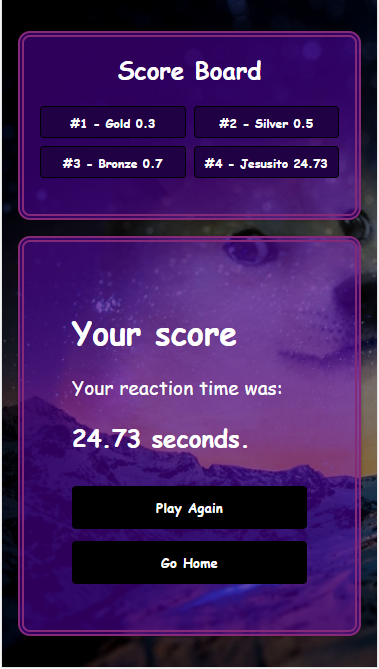 Score Board
#1 - Gold 0.3
#2 - Silver 0.5
#3 - Bronze 0.7
#4 - Jesusito 24.73
Your score
Your reaction time was:
24.73 seconds.
Play Again
Go Home